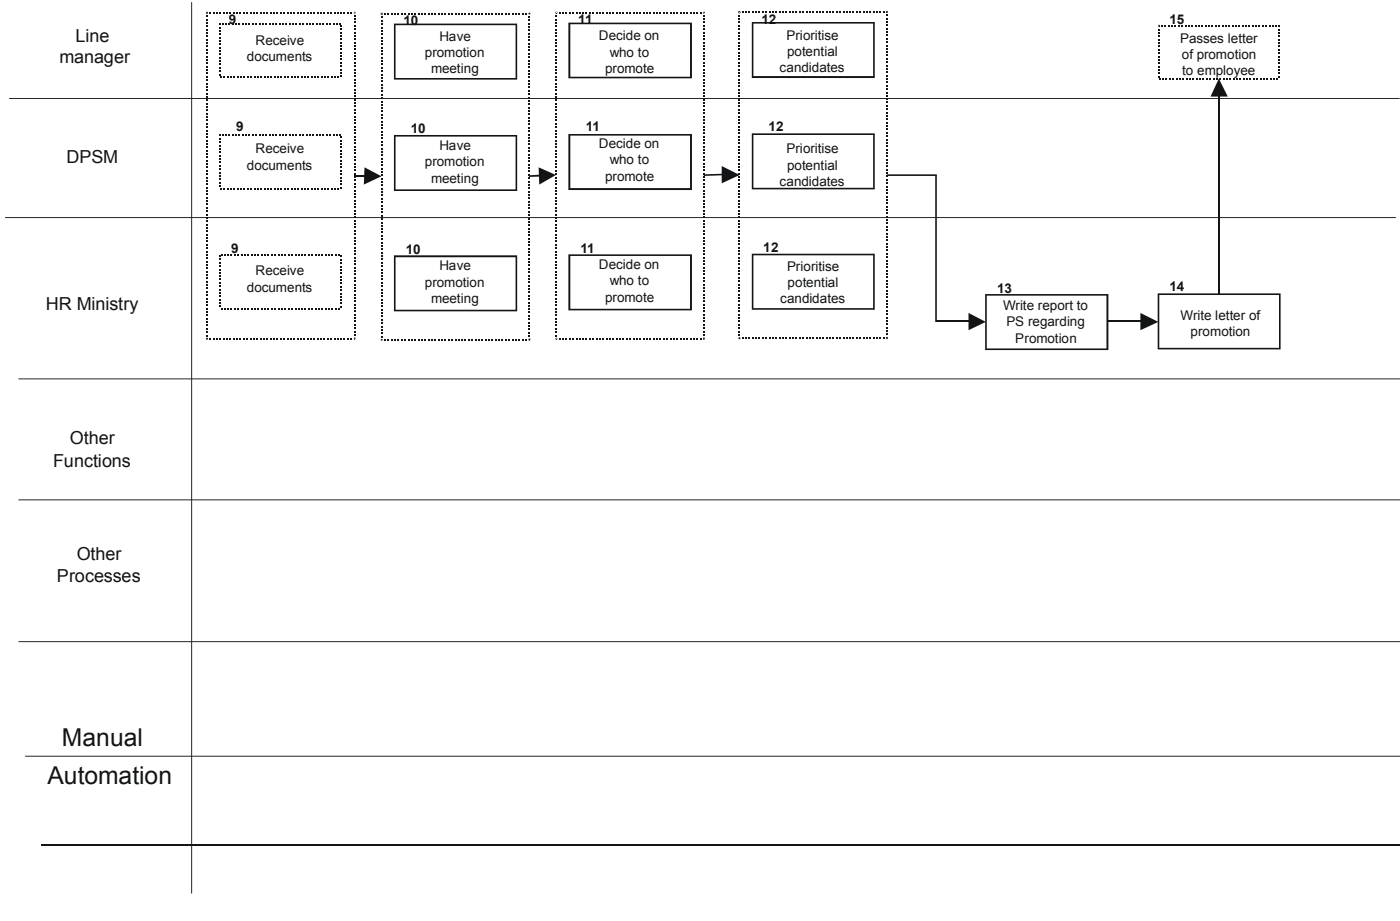 Line
manager
9
Receive
documents
10
Have
promotion
meeting
11
Decide on
who to
promote
12
Prioritise
potential
candidates
15
Passes letter
of promotion
to employee
DPSM
9
Receive
documents
10
Have
promotion
meeting
11
Decide on
who to
promote
12
Prioritise
potential
candidates
HR Ministry
9
Receive
documents
10
Have
promotion
meeting
11
Decide on
who to
promote
12
Prioritise
potential
candidates
13
Write report to
PS regarding
Promotion
14
Write letter of
promotion
Other
Functions
Other
Processes
Manual
Automation